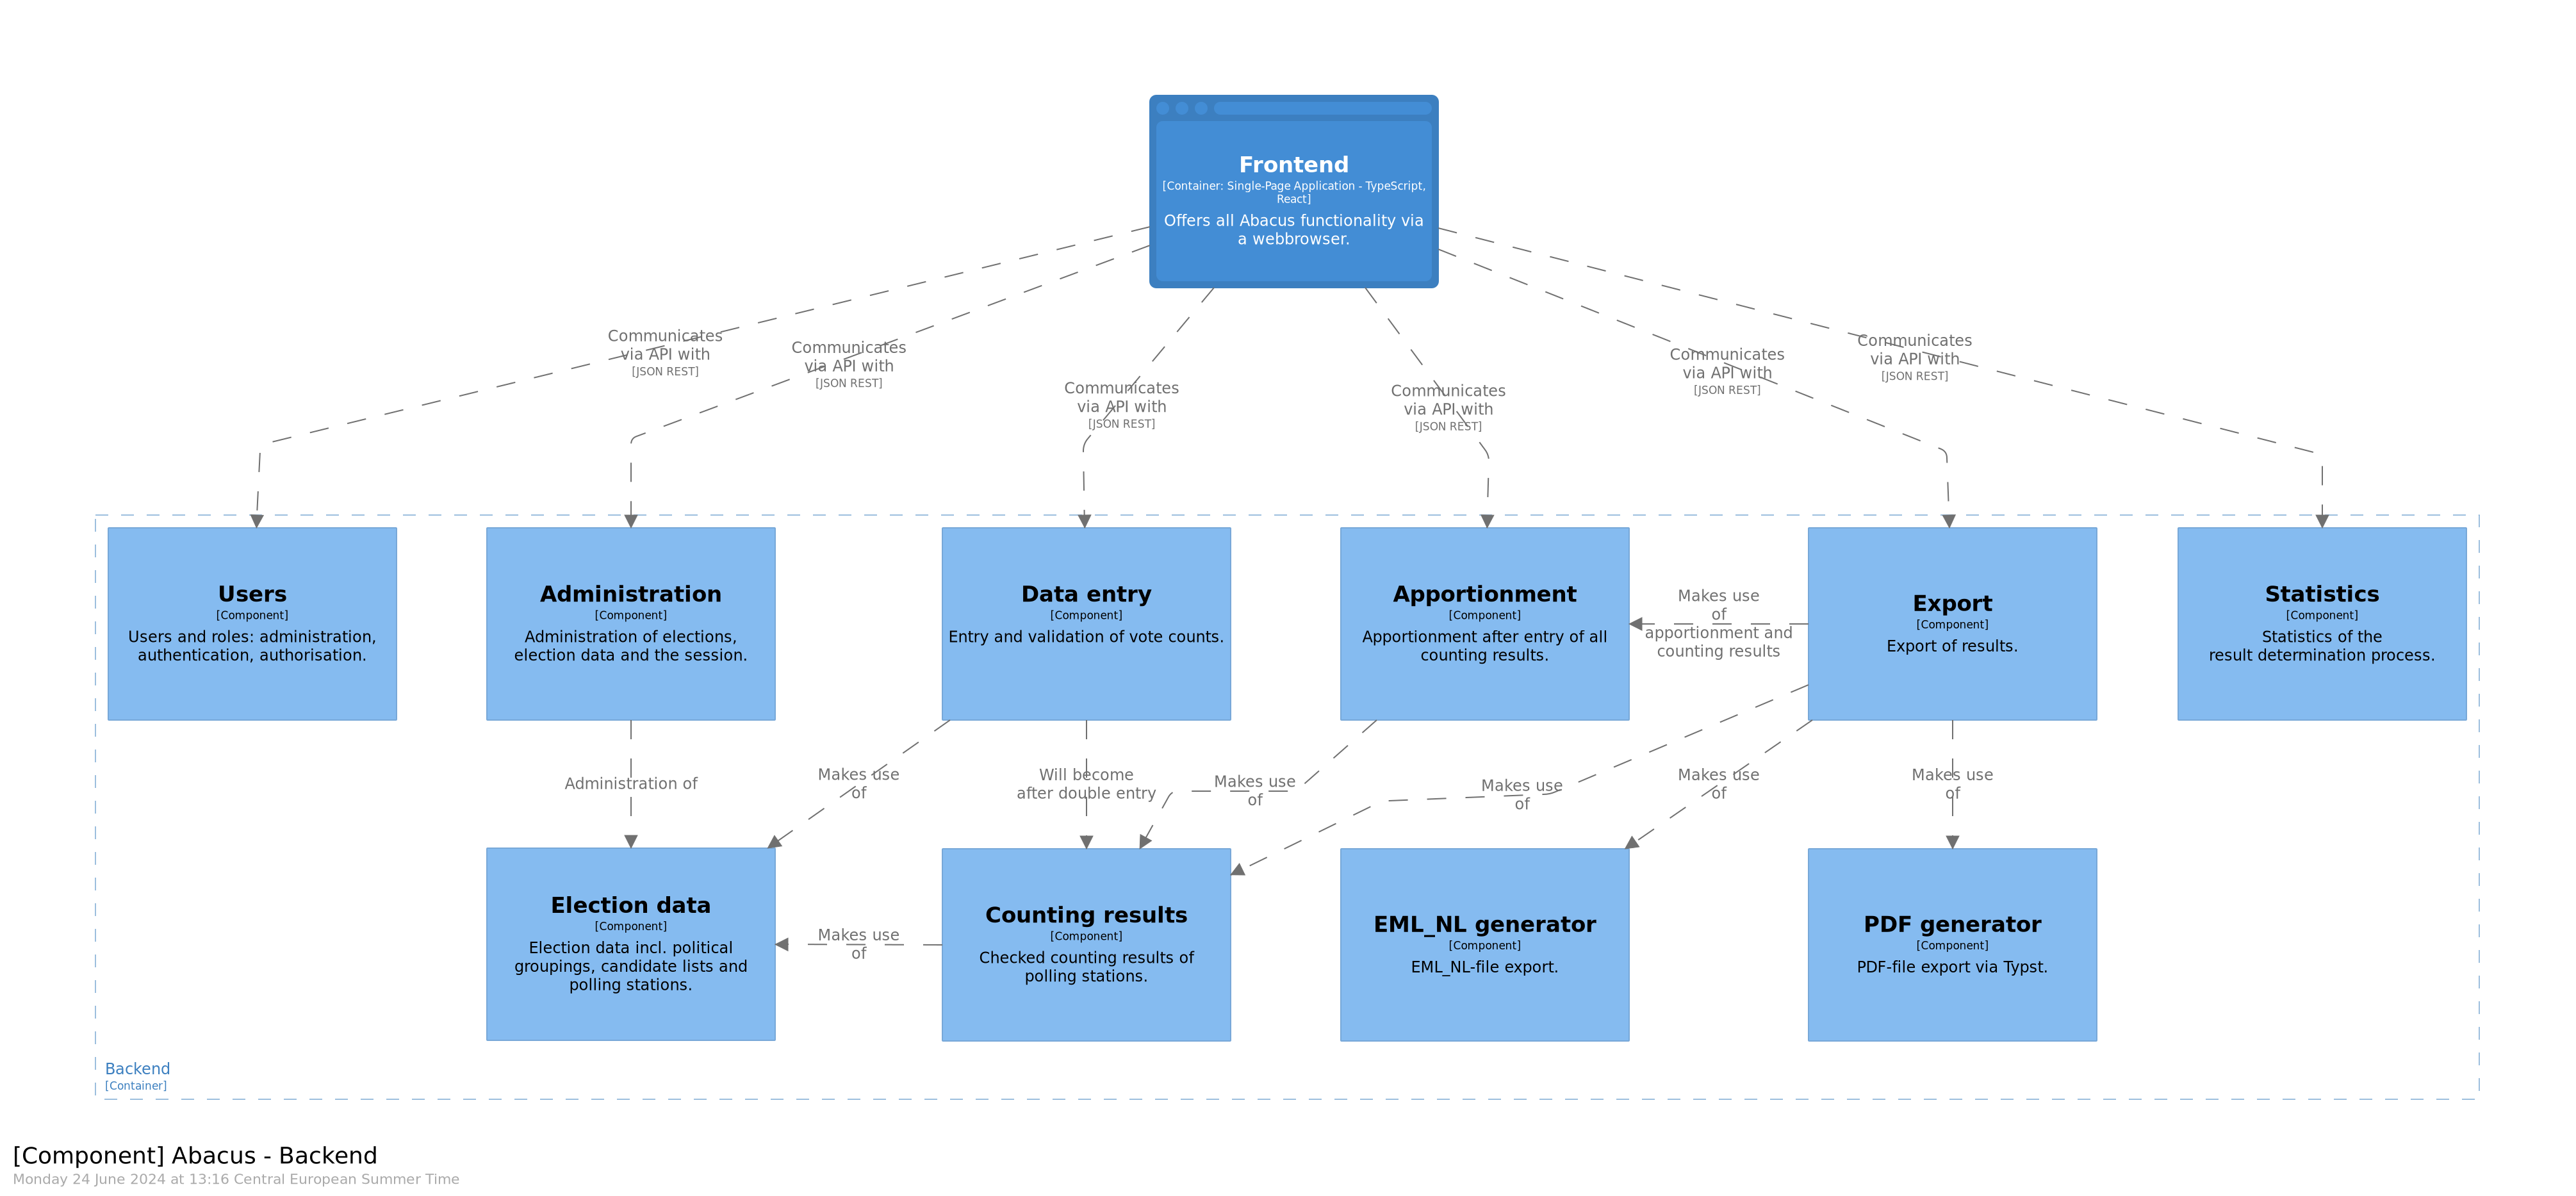 Frontend
[Container: Single-Page Application - TypeScript,
React]
Offers all Abacus functionality via
a webbrowser.
Communicates
via API with
[JSON REST]
Communicates
via API with
[JSON REST]
Communicates
via API with
[JSON REST]
Communicates
via API with
[JSON REST]
Communicates
via API with
[JSON REST]
Communicates
via API with
[JSON REST]
Users
[Component]
Users and roles: administration,
authentication, authorisation.
Administration
[Component]
Administration of elections,
election data and the session.
Data entry
[Component]
Entry and validation of vote counts.
Apportionment
[Component]
Apportionment after entry of all
counting results.
Makes use
of
apportionment and
counting results
Export
[Component]
Export of results.
Statistics
[Component]
Statistics of the
result determination process.
Administration of
Makes use
of
Will become
after double entry
Makes use
of
Makes use
of
Makes use
of
Makes use
of
Election data
[Component]
Election data incl. political
groupings, candidate lists and
polling stations.
Makes use
of
Counting results
[Component]
Checked counting results of
polling stations.
EML_NL generator
[Component]
EML_NL-file export.
PDF generator
[Component]
PDF-file export via Typst.
Backend
[Container]
[Component] Abacus - Backend
Monday 24 June 2024 at 13:16 Central European Summer Time